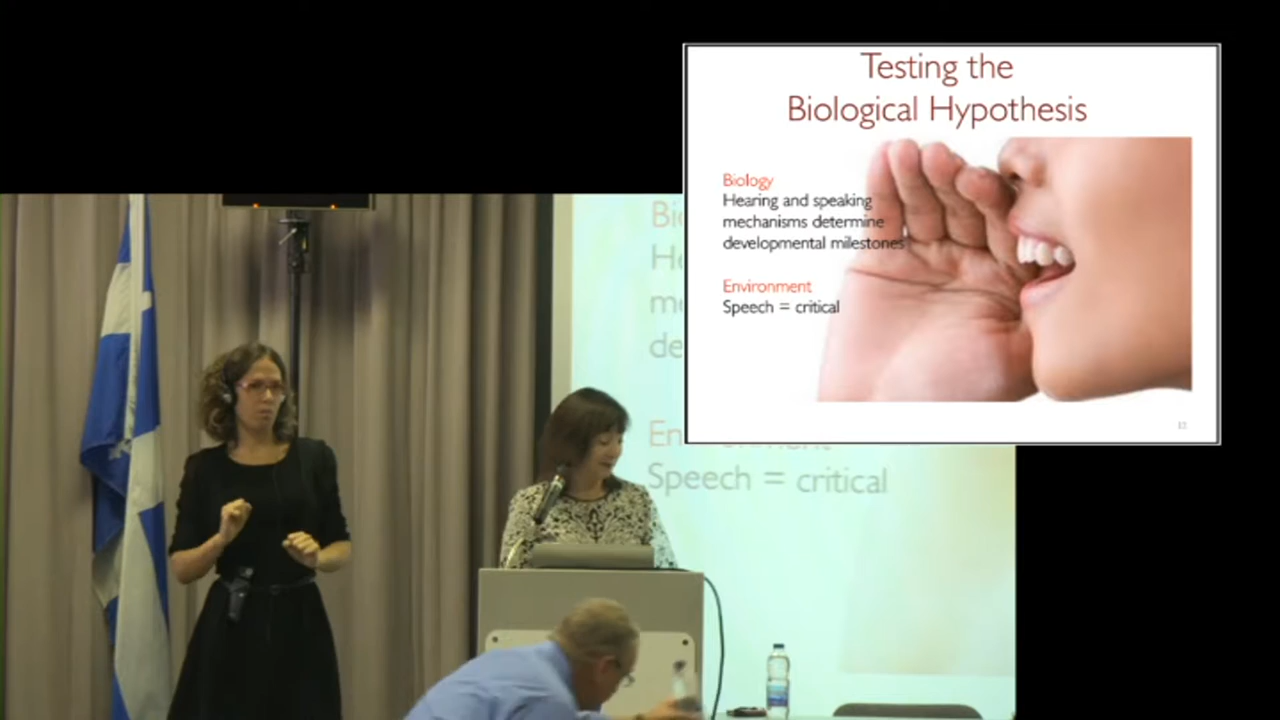 Testing the
Biological Hypothesis
Biology
Hearing and speaking
mechanisms determine
developmental milestones
Environment
Speech = critical
Speech = critical